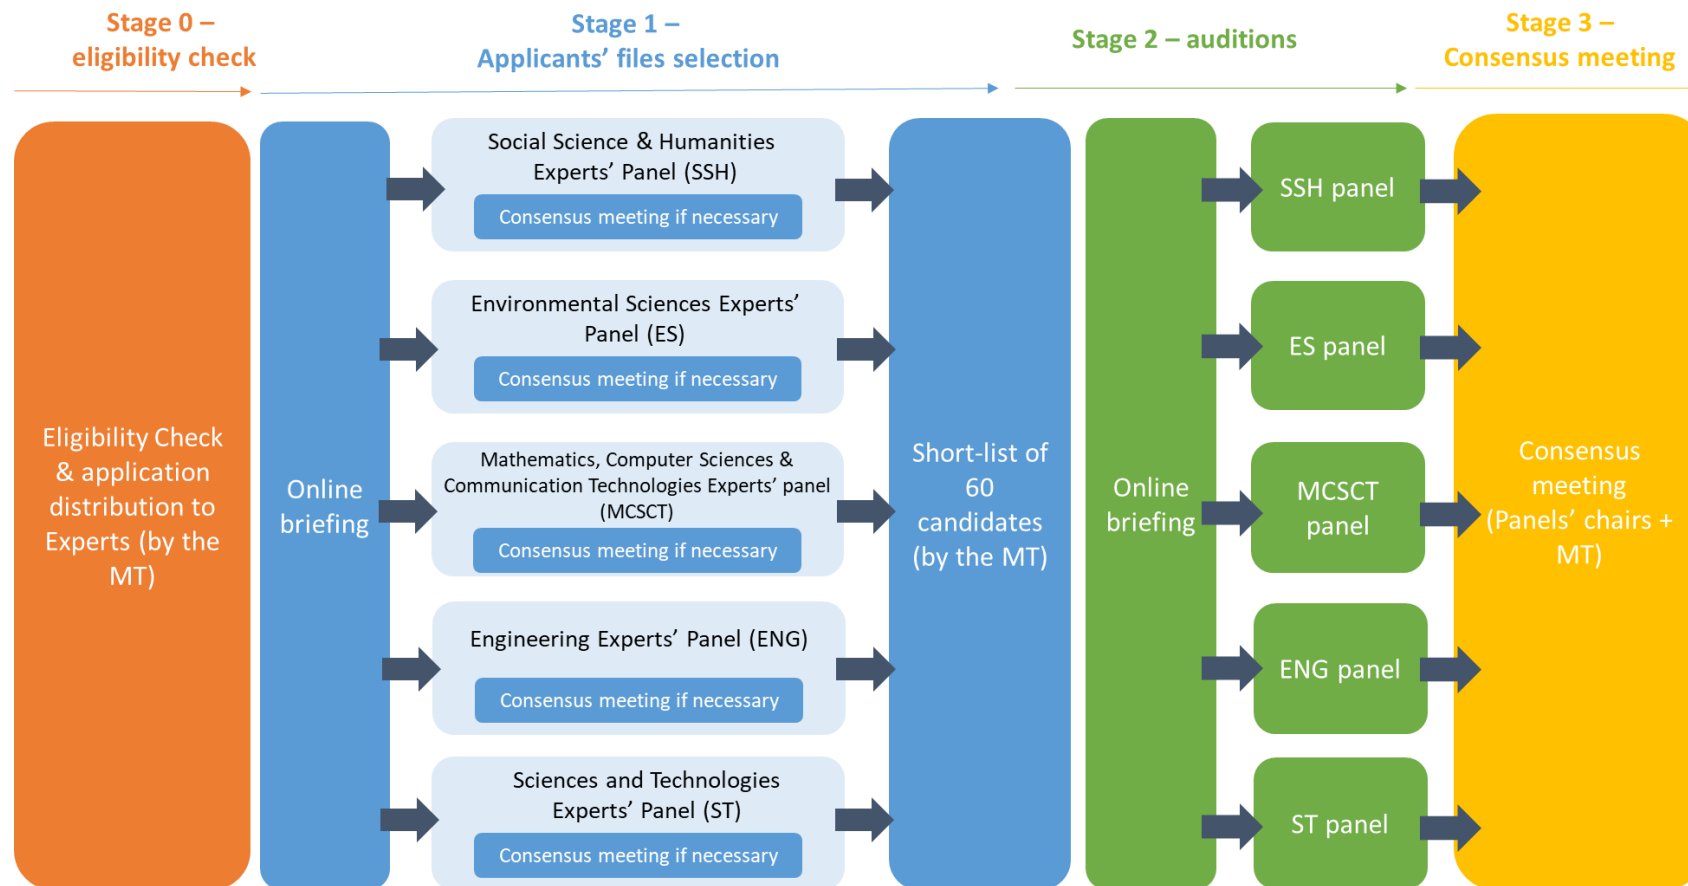 Stage 0 –
eligibility check
Stage 1 –
Applicants’ files selection
Stage 2 – auditions
Stage 3 –
Consensus meeting
Eligibility Check
& application
distribution to
Experts (by the
MT)
Online
briefing
Social Science & Humanities
Experts’ Panel (SSH)
Consensus meeting if necessary
Environmental Sciences Experts’
Panel (ES)
Consensus meeting if necessary
Mathematics, Computer Sciences &
Communication Technologies Experts’ panel
(MCSCT)
Consensus meeting if necessary
Engineering Experts’ Panel (ENG)
Consensus meeting if necessary
Sciences and Technologies
Experts’ Panel (ST)
Consensus meeting if necessary
Short-list of
60
candidates
(by the MT)
Online
briefing
SSH panel
ES panel
MCSCT
panel
ENG panel
ST panel
Consensus
meeting
(Panels’ chairs +
MT)